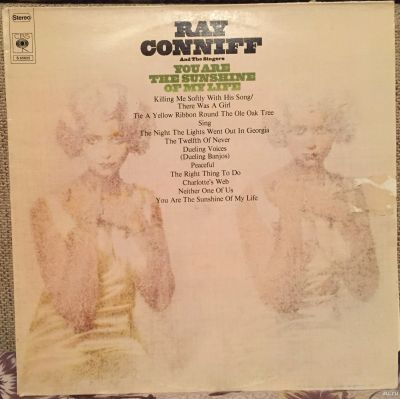 Stereo
CBS
RAY
CONNIFF
And The Singers
YOU ARE
THE SUNSHINE
OF MY LIFE
Killing Me Softly With His Song/
There Was A Girl
Tie A Yellow Ribbon Round The Ole Oak Tree
Sing
The Night The Lights Went Out In Georgia
The Twelfth Of Never
Dueling Voices
(Dueling Banjos)
Peaceful
The Right Thing To Do
Charlotte's Web
Neither One Of Us
You Are The Sunshine Of My Life